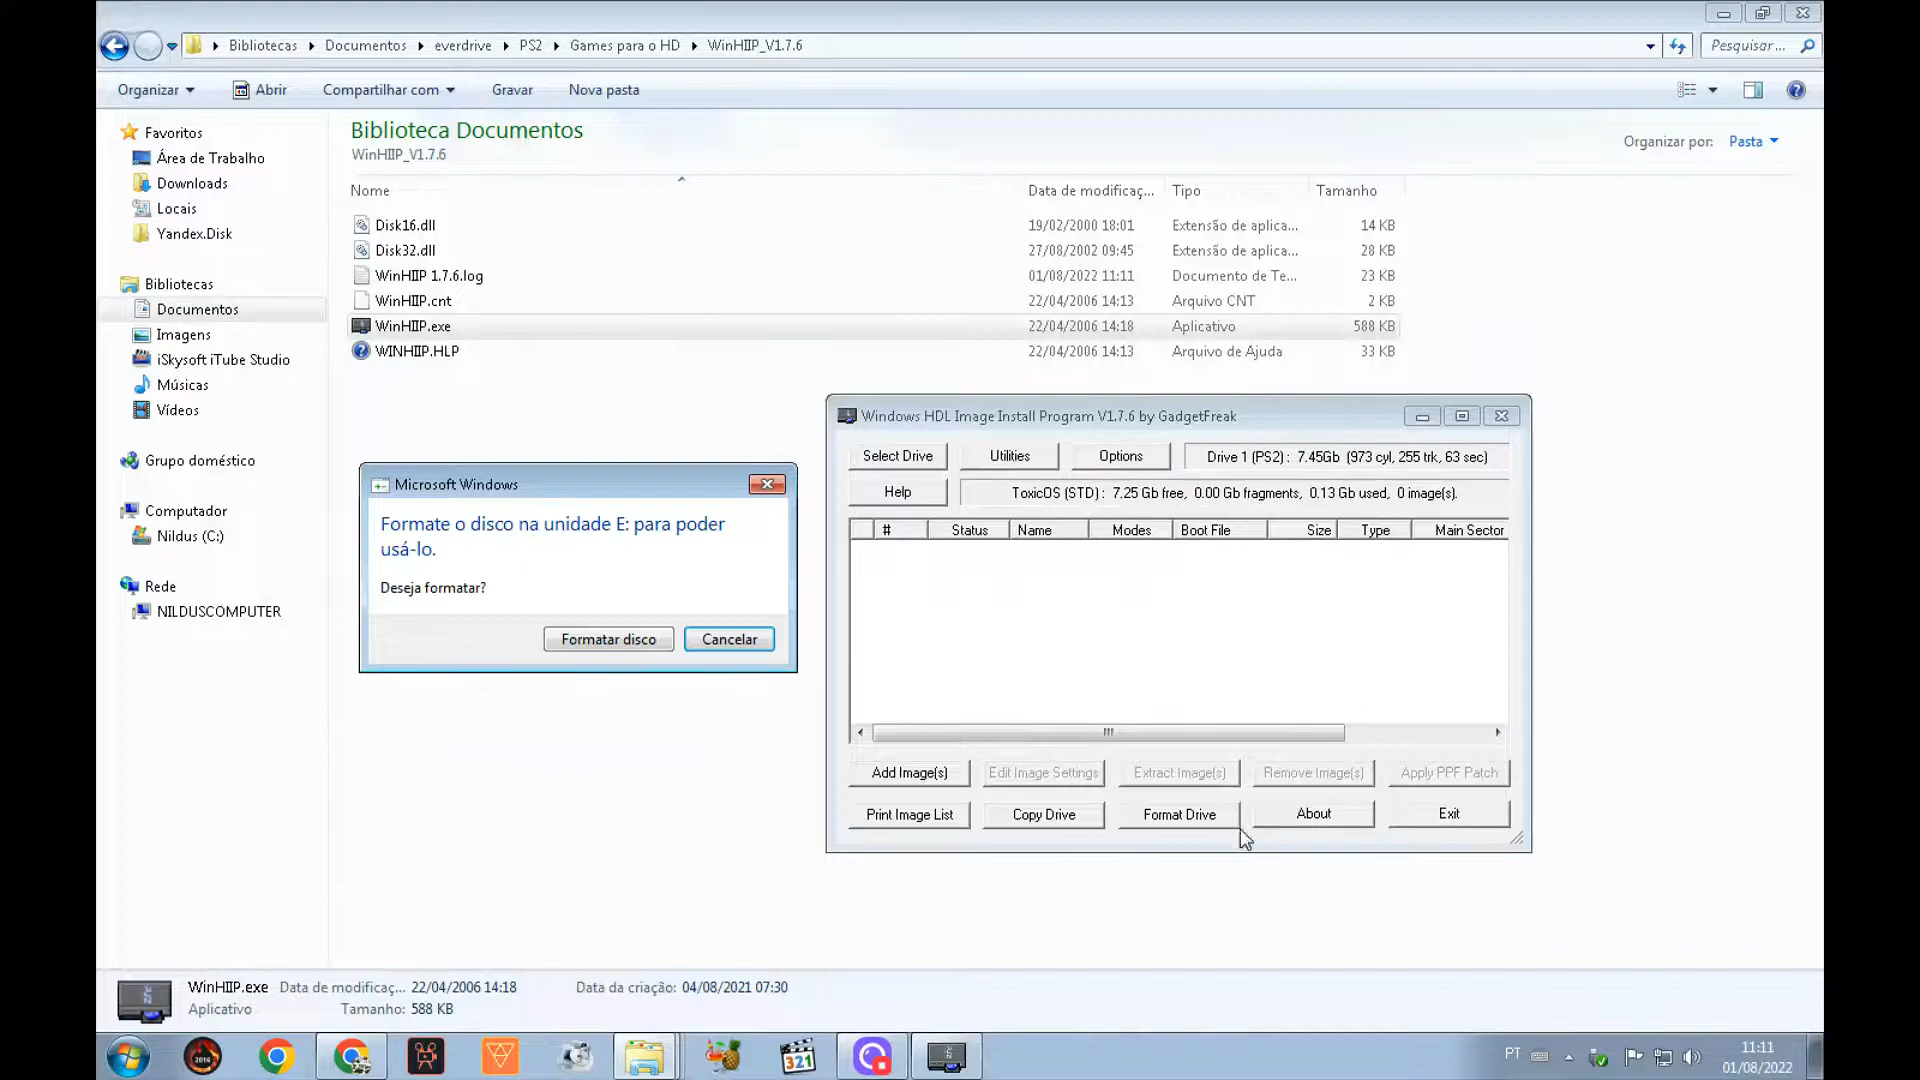 Bibliotecas Documentos everdrive PS2 Games para o HD WinHIIP_V1.7.6
Pesquisar...
Organizar Abrir Compartilhar com Gravar Nova pasta
Favoritos
Área de Trabalho
Downloads
Locais
Yandex.Disk
Bibliotecas
Documentos
Imagens
iSkysoft iTube Studio
Músicas
Vídeos
Grupo doméstico
Computador
Nildus (C:)
Rede
NILDUSCOMPUTER
Biblioteca Documentos
WinHIIP_V1.7.6
Organizar por: Pasta
Nome Data de modificaç... Tipo Tamanho
Disk16.dll 19/02/2000 18:01 Extensão de aplica... 14 KB
Disk32.dll 27/08/2002 09:45 Extensão de aplica... 28 KB
WinHIIP 1.7.6.log 01/08/2022 11:11 Documento de Te... 23 KB
WinHIIP.cnt 22/04/2006 14:13 Arquivo CNT 2 KB
WinHIIP.exe 22/04/2006 14:18 Aplicativo 588 KB
WINHIIP.HLP 22/04/2006 14:13 Arquivo de Ajuda 33 KB
Microsoft Windows
Formate o disco na unidade E: para poder
usá-lo.
Deseja formatar?
Formatar disco Cancelar
Windows HDL Image Install Program V1.7.6 by GadgetFreak
Select Drive Utilities Options Drive 1 (PS2) : 7.45Gb (973 cyl, 255 trk, 63 sec)
Help ToxicOS (STD) : 7.25 Gb free, 0.00 Gb fragments, 0.13 Gb used, 0 image(s).
# Status Name Modes Boot File Size Type Main Sector
Add Image(s) Edit Image Settings Extract Image(s) Remove Image(s) Apply PPF Patch
Print Image List Copy Drive Format Drive About Exit
WinHIIP.exe Data de modificaç... 22/04/2006 14:18 Data da criação: 04/08/2021 07:30
Aplicativo Tamanho: 588 KB
2016
321
PT
11:11
01/08/2022